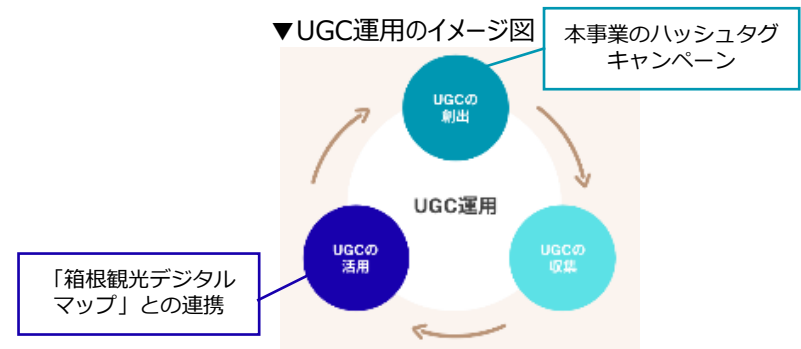 ▼UGC運用のイメージ図
本事業のハッシュタグ
キャンペーン
UGCの
創出
UGC運用
UGCの
活用
UGCの
収集
「箱根観光デジタル
マップ」との連携